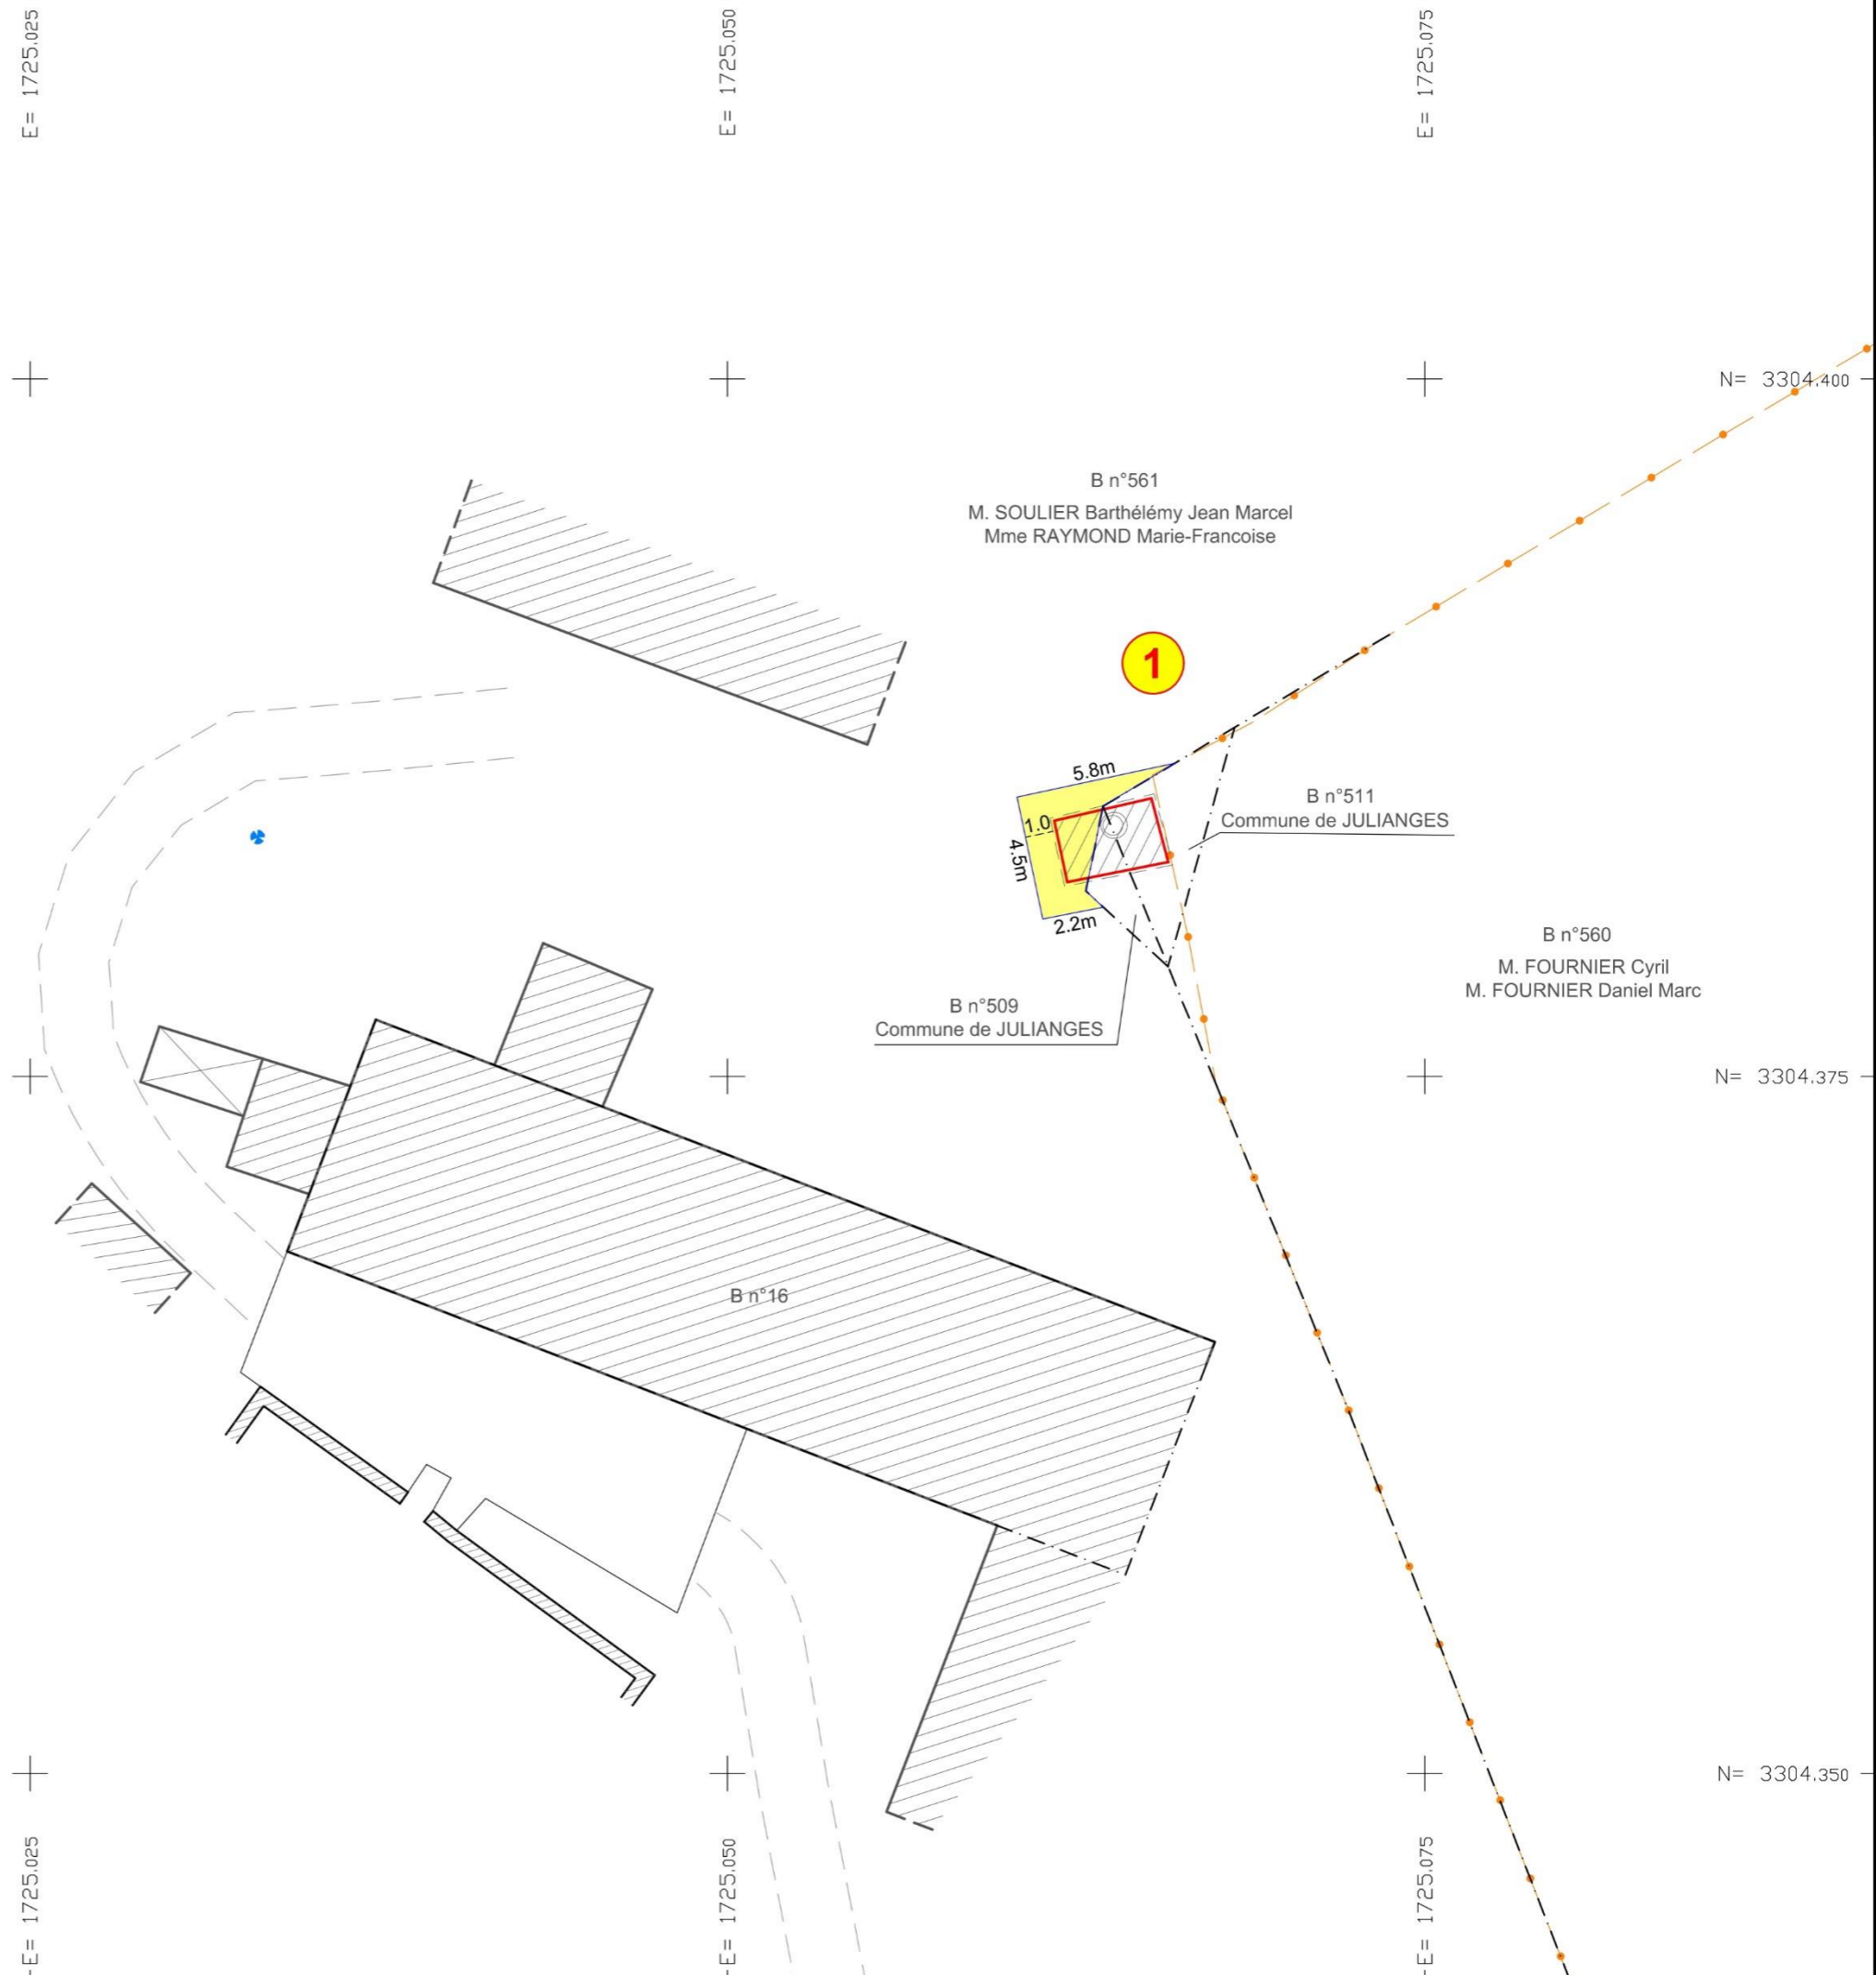 E= 1725.025
E= 1725.050
E= 1725.075
N= 3304.400
B n°561
M. SOULIER Barthélémy Jean Marcel
Mme RAYMOND Marie-Francoise
1
5.8m
B n°511
Commune de JULIANGES
1.0
4.5m
2.2m
B n°560
M. FOURNIER Cyril
M. FOURNIER Daniel Marc
B n°509
Commune de JULIANGES
N= 3304.375
B n°16
N= 3304.350
E= 1725.025
E= 1725.050
E= 1725.075